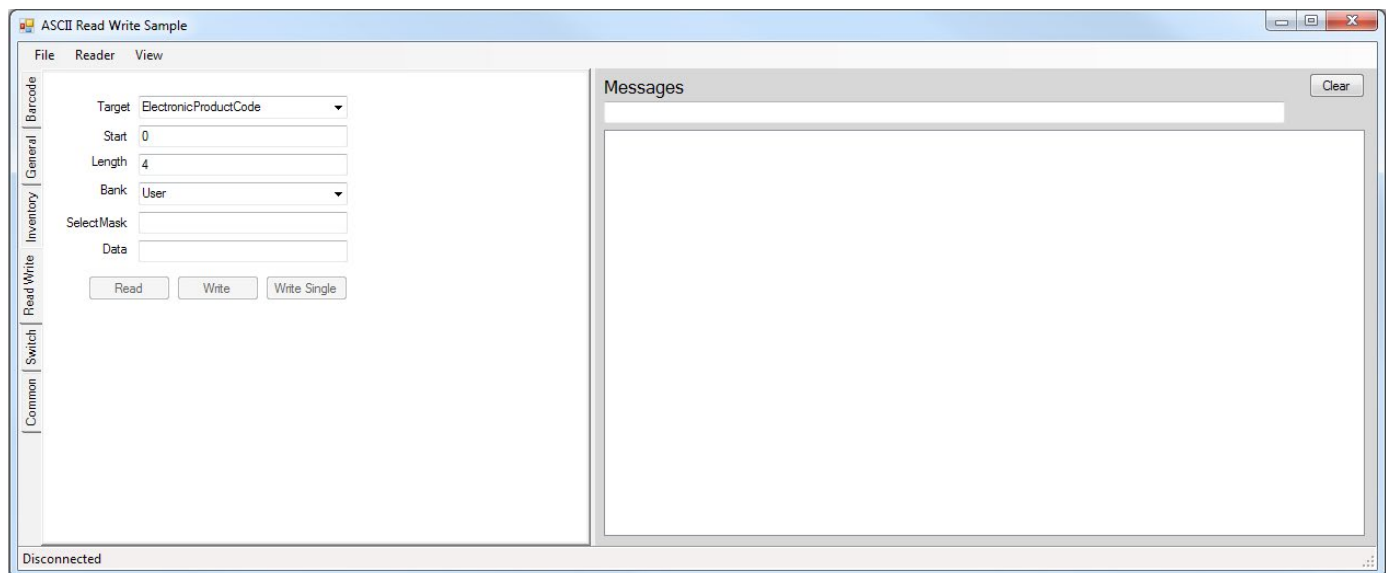 ASCII Read Write Sample
File Reader View
Barcode
General
Inventory
Read Write
Switch
Common
Target ElectronicProductCode
Start 0
Length 4
Bank User
SelectMask
Data
Read Write Write Single
Messages
Clear
Disconnected